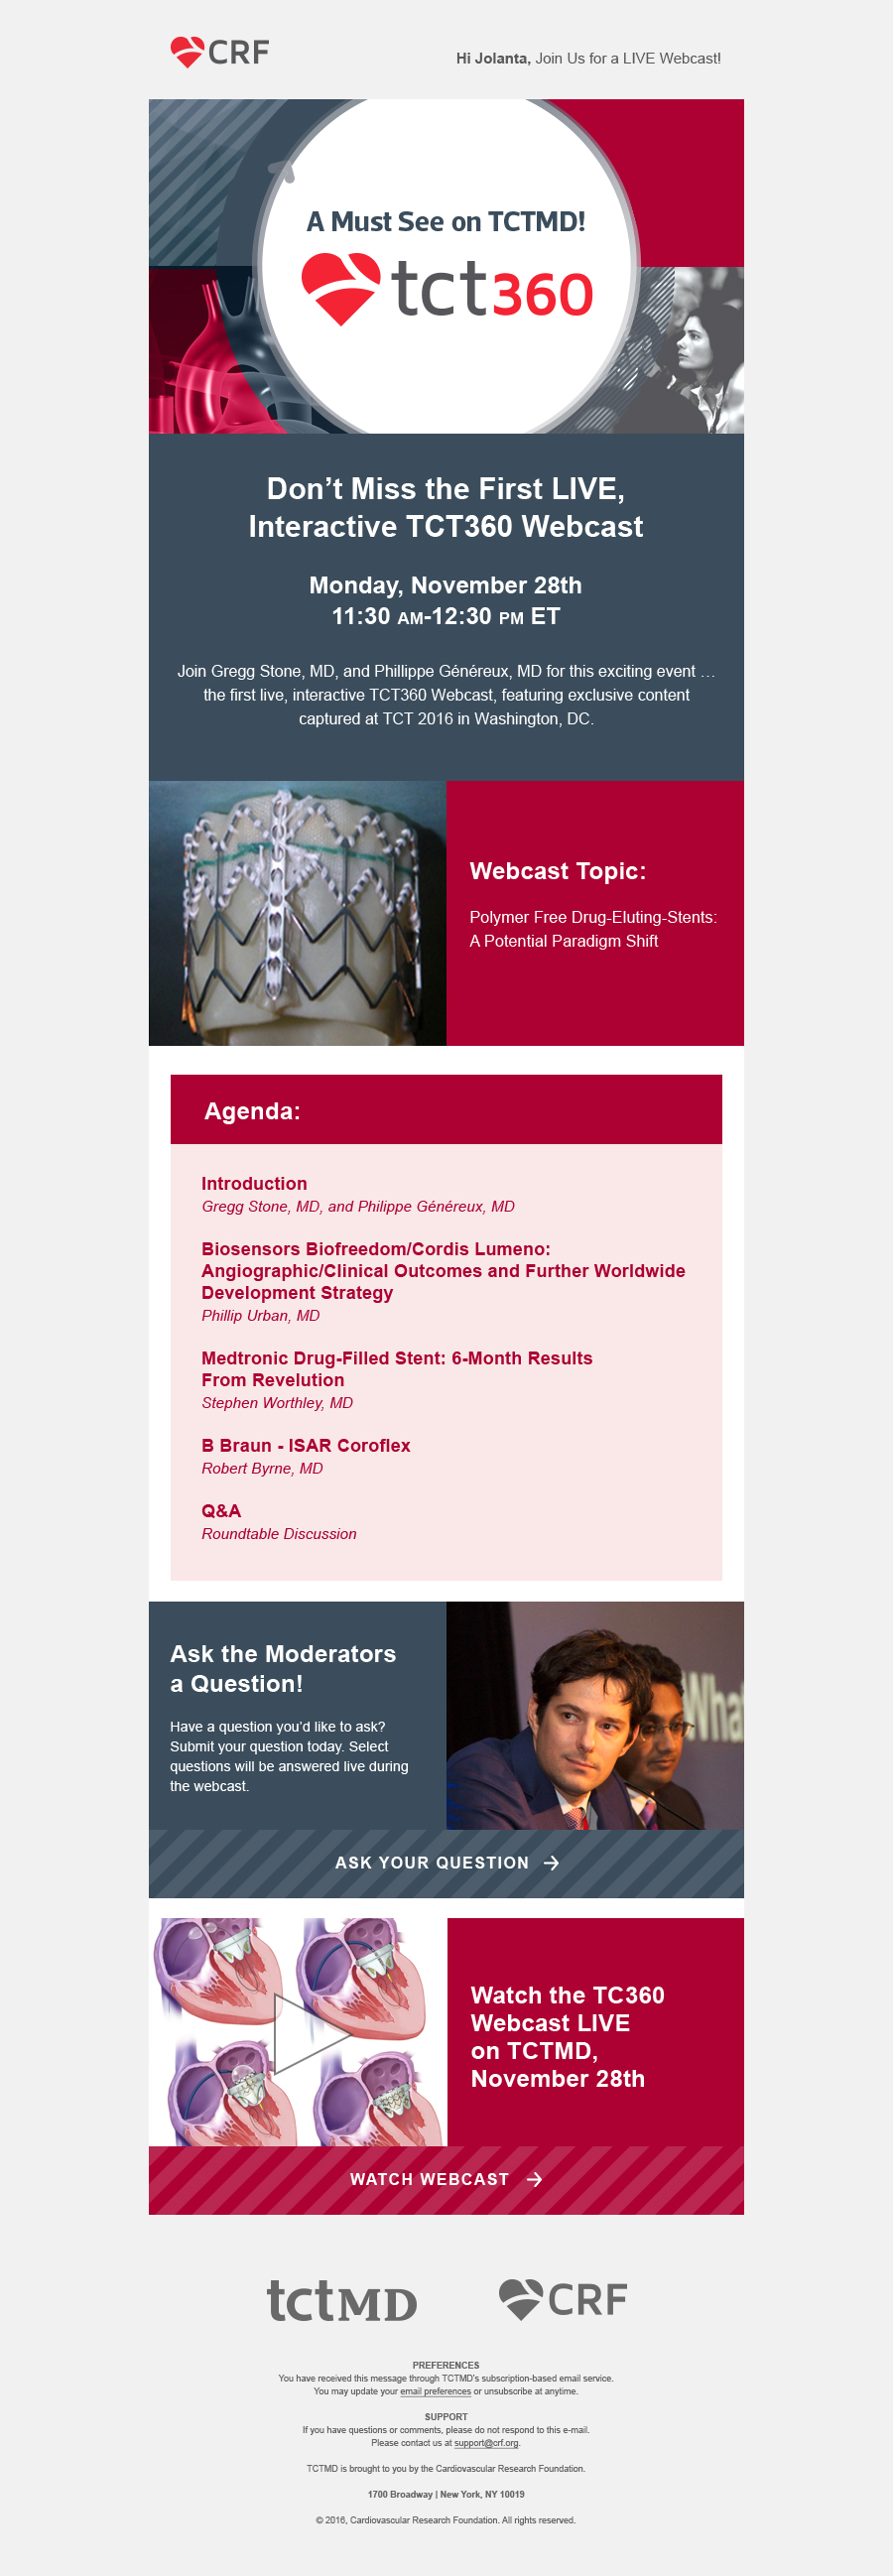 CRF
Hi Jolanta, Join Us for a LIVE Webcast!
A Must See on TCTMD!
tct360
Don’t Miss the First LIVE,
Interactive TCT360 Webcast
Monday, November 28th
11:30 AM-12:30 PM ET
Join Gregg Stone, MD, and Phillippe Généreux, MD for this exciting event …
the first live, interactive TCT360 Webcast, featuring exclusive content
captured at TCT 2016 in Washington, DC.
Webcast Topic:
Polymer Free Drug-Eluting-Stents:
A Potential Paradigm Shift
Agenda:
Introduction
Gregg Stone, MD, and Philippe Généreux, MD
Biosensors Biofreedom/Cordis Lumeno:
Angiographic/Clinical Outcomes and Further Worldwide
Development Strategy
Phillip Urban, MD
Medtronic Drug-Filled Stent: 6-Month Results
From Revelution
Stephen Worthley, MD
B Braun - ISAR Coroflex
Robert Byrne, MD
Q&A
Roundtable Discussion
Ask the Moderators
a Question!
Have a question you’d like to ask?
Submit your question today. Select
questions will be answered live during
the webcast.
What
ASK YOUR QUESTION →
Watch the TC360
Webcast LIVE
on TCTMD,
November 28th
WATCH WEBCAST →
tctMD
CRF
PREFERENCES
You have received this message through TCTMD's subscription-based email service.
You may update your email preferences or unsubscribe at anytime.
SUPPORT
If you have questions or comments, please do not respond to this e-mail.
Please contact us at support@crf.org.
TCTMD is brought to you by the Cardiovascular Research Foundation.
1700 Broadway | New York, NY 10019
© 2016, Cardiovascular Research Foundation. All rights reserved.